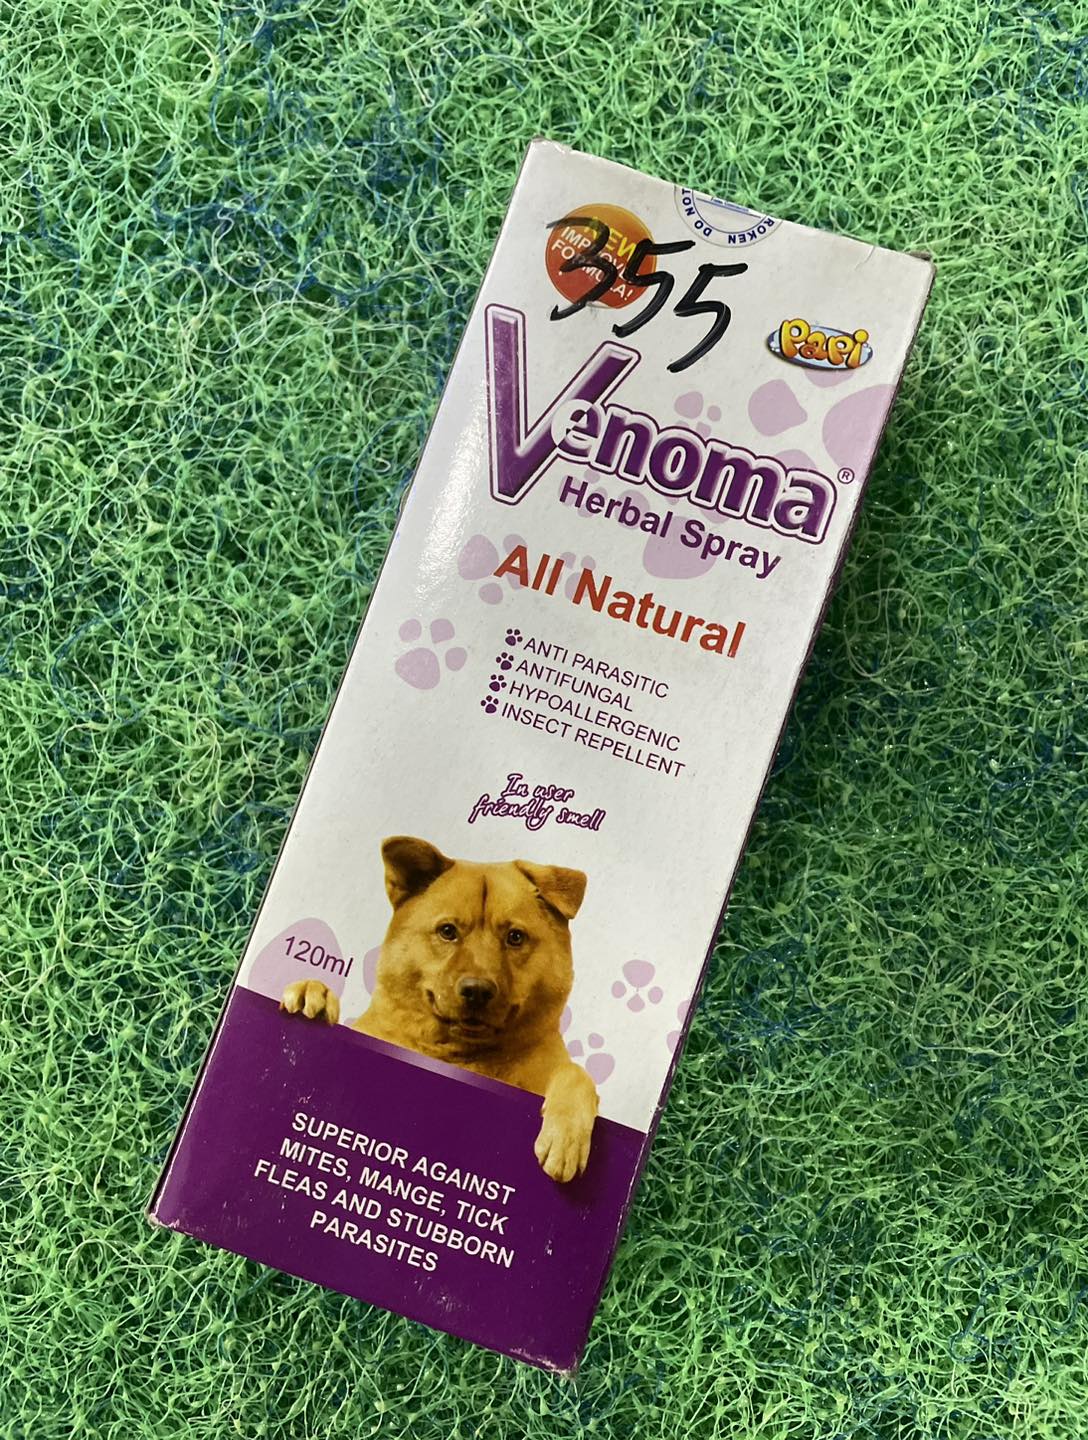 ROKEN DO NOT
355
NEW
IMPROVED
FORMULA!
Papi
Venoma®
Herbal Spray
All Natural
ANTI PARASITIC
ANTIFUNGAL
HYPOALLERGENIC
INSECT REPELLENT
In user
friendly smell
120ml
SUPERIOR AGAINST
MITES, MANGE, TICK
FLEAS AND STUBBORN
PARASITES